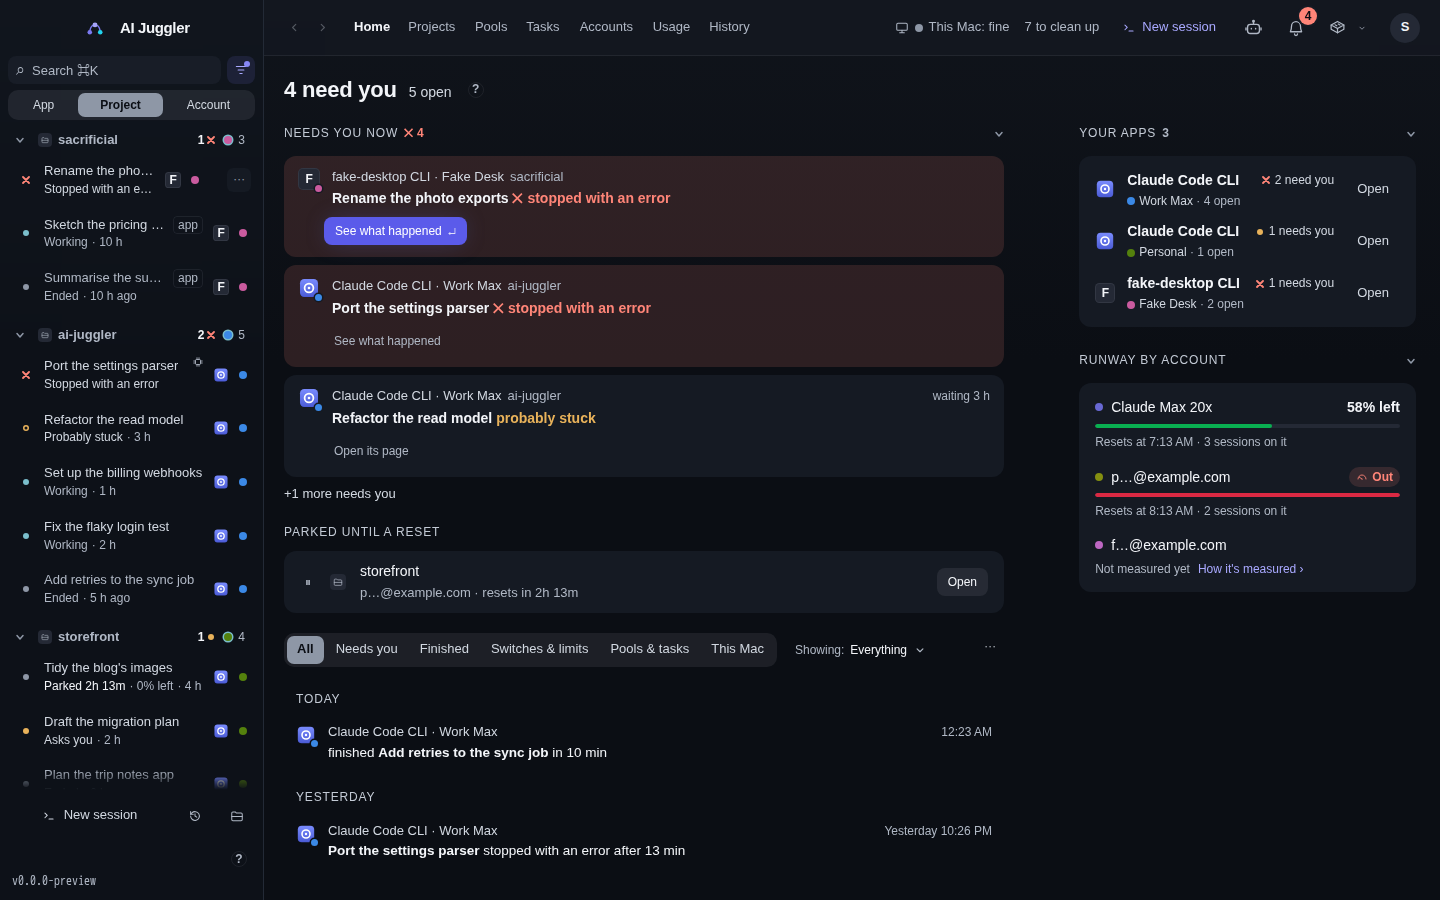 AI Juggler
Search ⌘K
App Project Account
sacrificial 1 3
Rename the pho… F
Stopped with an e… ···
Sketch the pricing … app F
Working · 10 h
Summarise the su… app F
Ended · 10 h ago
ai-juggler 2 5
Port the settings parser
Stopped with an error
Refactor the read model
Probably stuck · 3 h
Set up the billing webhooks
Working · 1 h
Fix the flaky login test
Working · 2 h
Add retries to the sync job
Ended · 5 h ago
storefront 1 4
Tidy the blog's images
Parked 2h 13m · 0% left · 4 h
Draft the migration plan
Asks you · 2 h
Plan the trip notes app
New session
?
v0.0.0-preview
Home Projects Pools Tasks Accounts Usage History
This Mac: fine 7 to clean up New session 4 S
4 need you 5 open ?
NEEDS YOU NOW 4
F fake-desktop CLI · Fake Desk sacrificial
Rename the photo exports stopped with an error
See what happened
Claude Code CLI · Work Max ai-juggler
Port the settings parser stopped with an error
See what happened
Claude Code CLI · Work Max ai-juggler waiting 3 h
Refactor the read model probably stuck
Open its page
+1 more needs you
PARKED UNTIL A RESET
storefront
p…@example.com · resets in 2h 13m
Open
All Needs you Finished Switches & limits Pools & tasks This Mac Showing: Everything ···
TODAY
Claude Code CLI · Work Max 12:23 AM
finished Add retries to the sync job in 10 min
YESTERDAY
Claude Code CLI · Work Max Yesterday 10:26 PM
Port the settings parser stopped with an error after 13 min
YOUR APPS 3
Claude Code CLI 2 need you
Work Max · 4 open
Open
Claude Code CLI 1 needs you
Personal · 1 open
Open
F fake-desktop CLI 1 needs you
Fake Desk · 2 open
Open
RUNWAY BY ACCOUNT
Claude Max 20x 58% left
Resets at 7:13 AM · 3 sessions on it
p…@example.com Out
Resets at 8:13 AM · 2 sessions on it
f…@example.com
Not measured yet How it's measured ›